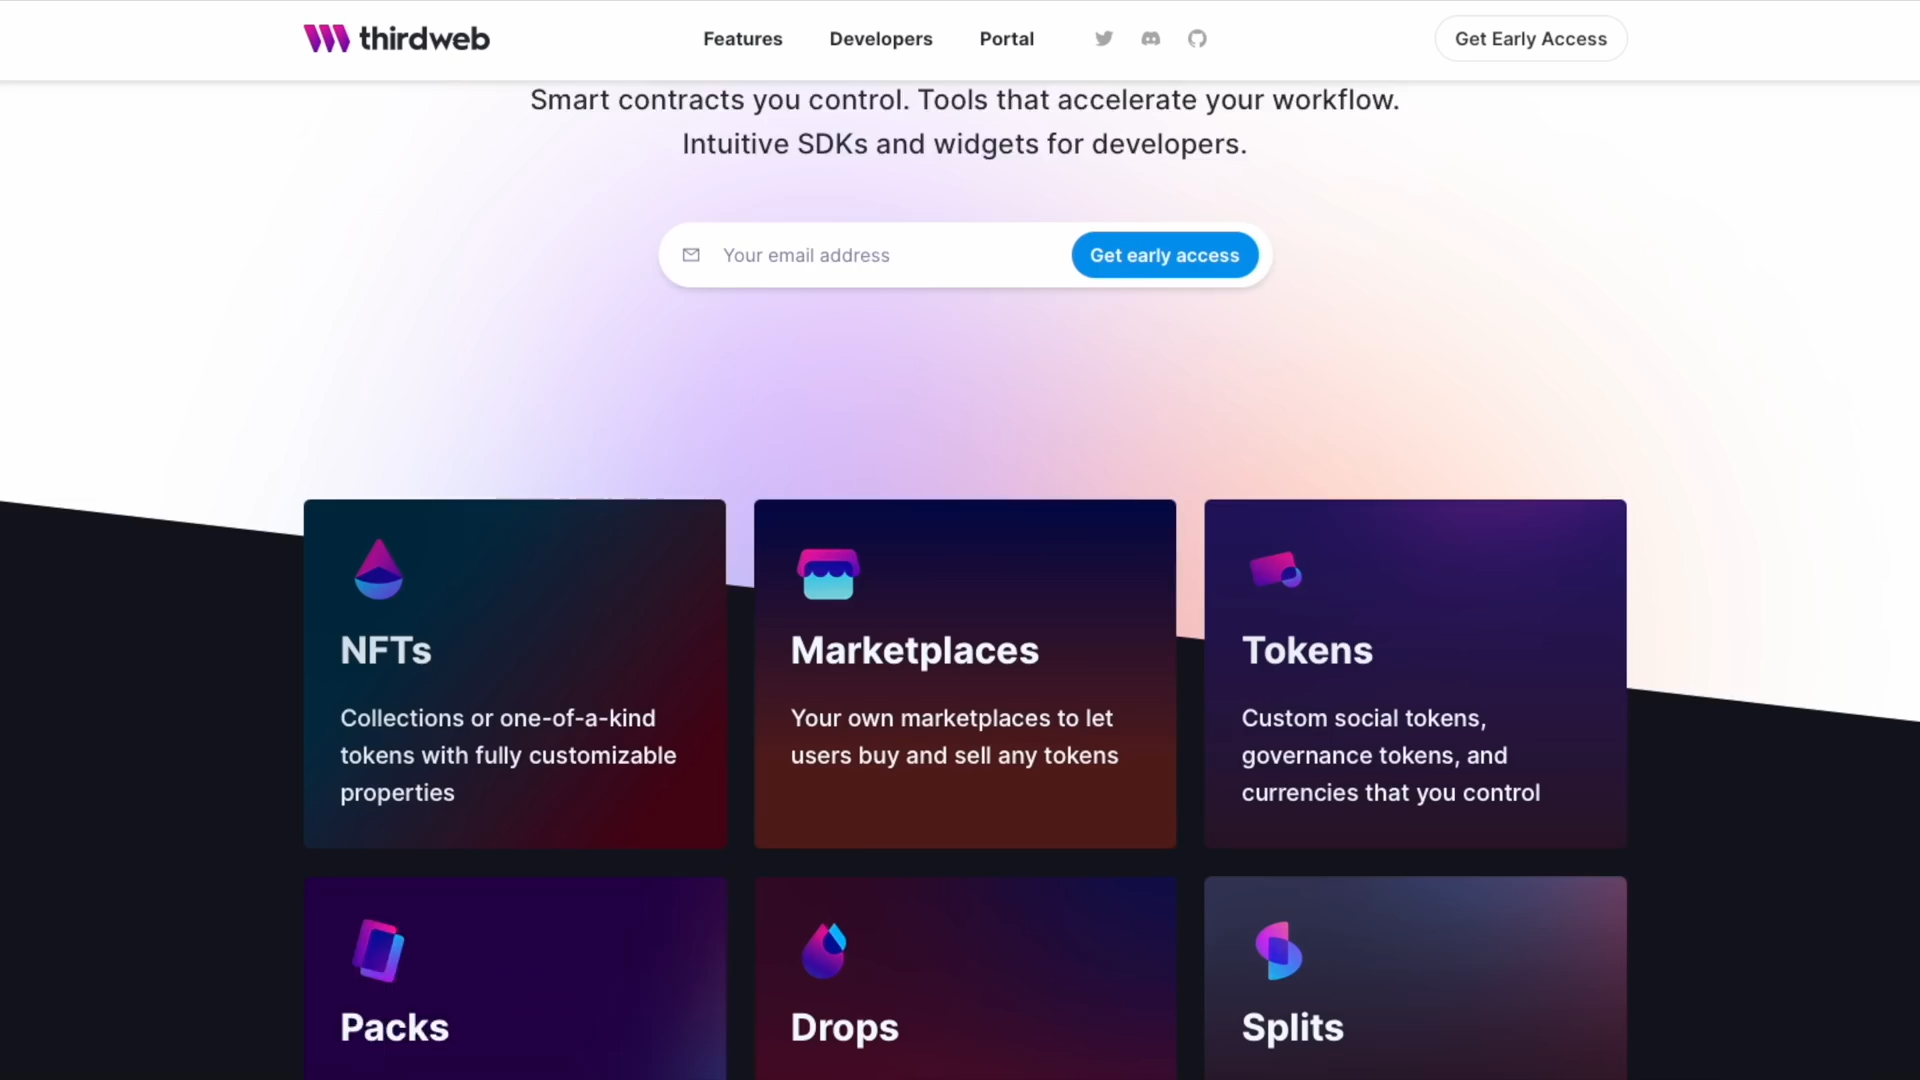 thirdweb
Features
Developers
Portal
Get Early Access
Smart contracts you control. Tools that accelerate your workflow.
Intuitive SDKs and widgets for developers.
Your email address
Get early access
NFTs
Collections or one-of-a-kind
tokens with fully customizable
properties
Marketplaces
Your own marketplaces to let
users buy and sell any tokens
Tokens
Custom social tokens,
governance tokens, and
currencies that you control
Packs
Drops
Splits